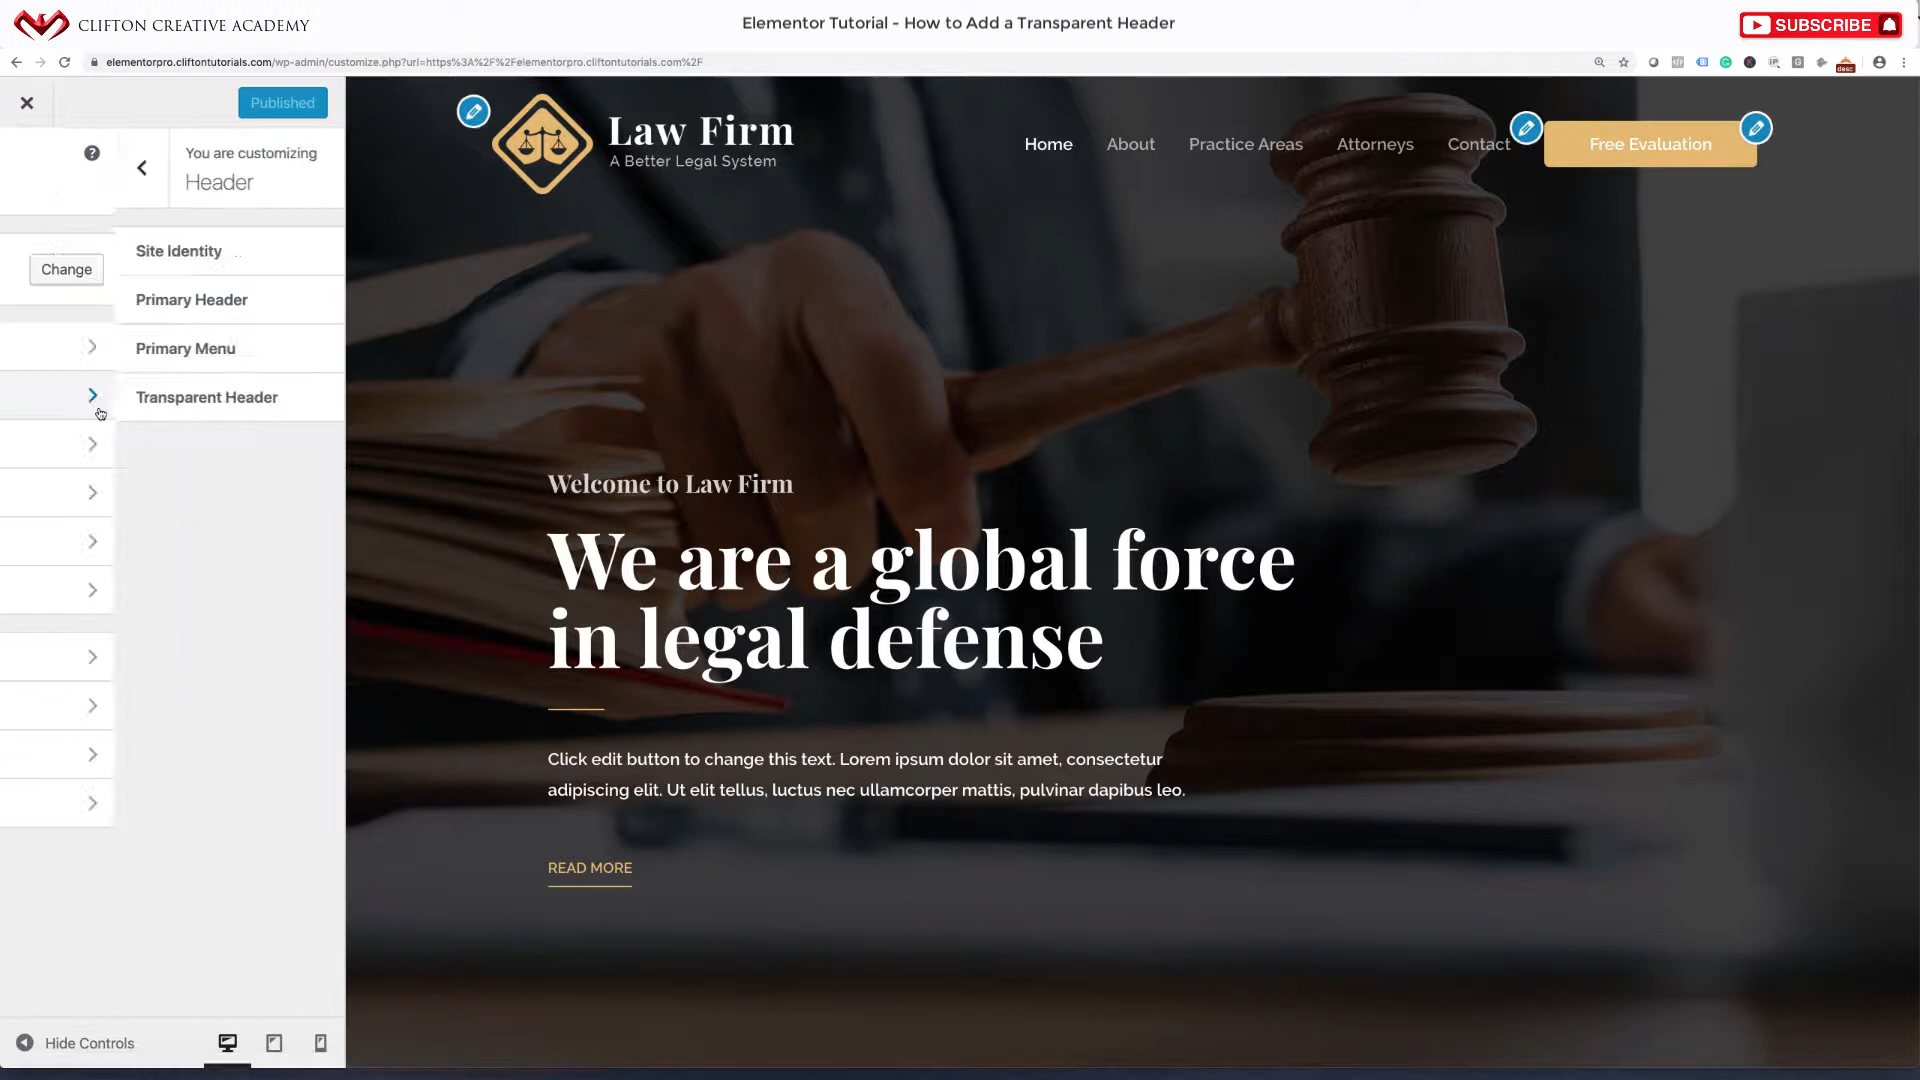 CLIFTON CREATIVE ACADEMY
Elementor Tutorial - How to Add a Transparent Header
SUBSCRIBE
elementorpro.cliftontutorials.com/wp-admin/customize.php?url=https%3A%2F%2Felementorpro.cliftontutorials.com%2F
Published
You are customizing
Header
Change
Site Identity
Primary Header
Primary Menu
Transparent Header
Hide Controls
Law Firm
A Better Legal System
Home About Practice Areas Attorneys Contact Free Evaluation
Welcome to Law Firm
We are a global force
in legal defense
Click edit button to change this text. Lorem ipsum dolor sit amet, consectetur
adipiscing elit. Ut elit tellus, luctus nec ullamcorper mattis, pulvinar dapibus leo.
READ MORE